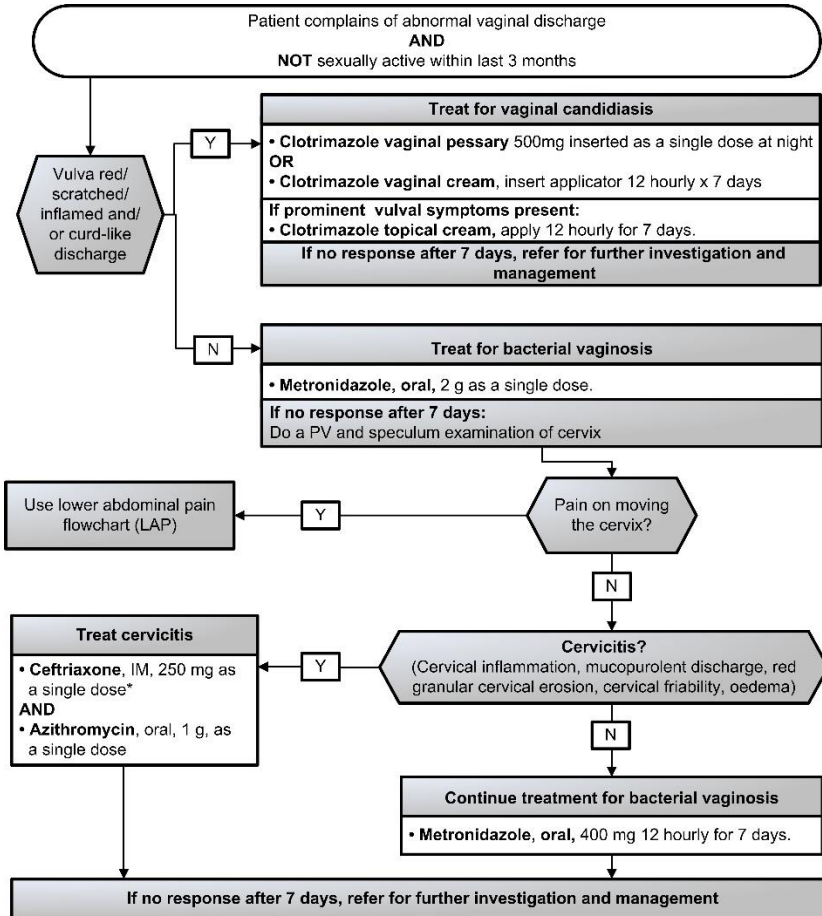 Patient complains of abnormal vaginal discharge
AND
NOT sexually active within last 3 months
Vulva red/
scratched/
inflamed and/
or curd-like
discharge
Y
Treat for vaginal candidiasis
• Clotrimazole vaginal pessary 500mg inserted as a single dose at night
OR
• Clotrimazole vaginal cream, insert applicator 12 hourly x 7 days
If prominent vulval symptoms present:
• Clotrimazole topical cream, apply 12 hourly for 7 days.
If no response after 7 days, refer for further investigation and
management
N
Treat for bacterial vaginosis
• Metronidazole, oral, 2 g as a single dose.
If no response after 7 days:
Do a PV and speculum examination of cervix
Pain on moving
the cervix?
Y
Use lower abdominal pain
flowchart (LAP)
N
Cervicitis?
(Cervical inflammation, mucopurolent discharge, red
granular cervical erosion, cervical friability, oedema)
Y
Treat cervicitis
• Ceftriaxone, IM, 250 mg as
a single dose*
AND
• Azithromycin, oral, 1 g, as
a single dose
N
Continue treatment for bacterial vaginosis
• Metronidazole, oral, 400 mg 12 hourly for 7 days.
If no response after 7 days, refer for further investigation and management